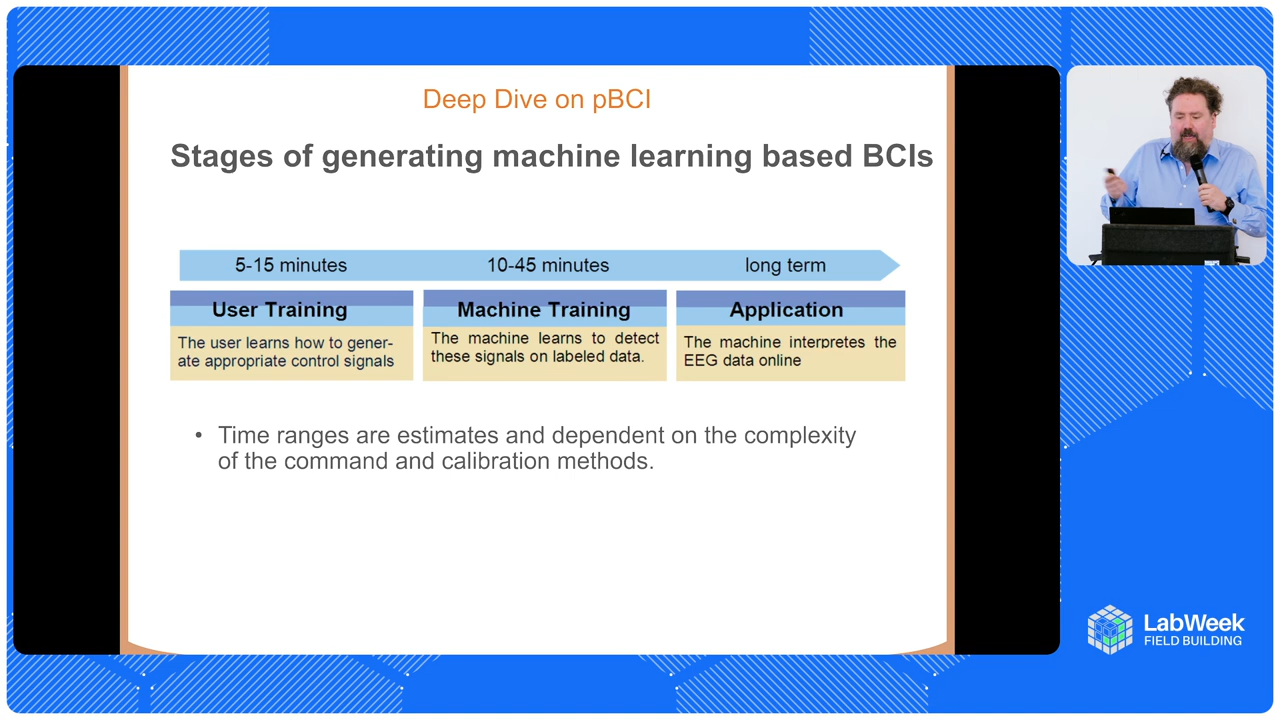 Deep Dive on pBCI
Stages of generating machine learning based BCIs
5-15 minutes
10-45 minutes
long term
User Training
The user learns how to gener-
ate appropriate control signals
Machine Training
The machine learns to detect
these signals on labeled data.
Application
The machine interpretes the
EEG data online
• Time ranges are estimates and dependent on the complexity
of the command and calibration methods.
LabWeek
FIELD BUILDING